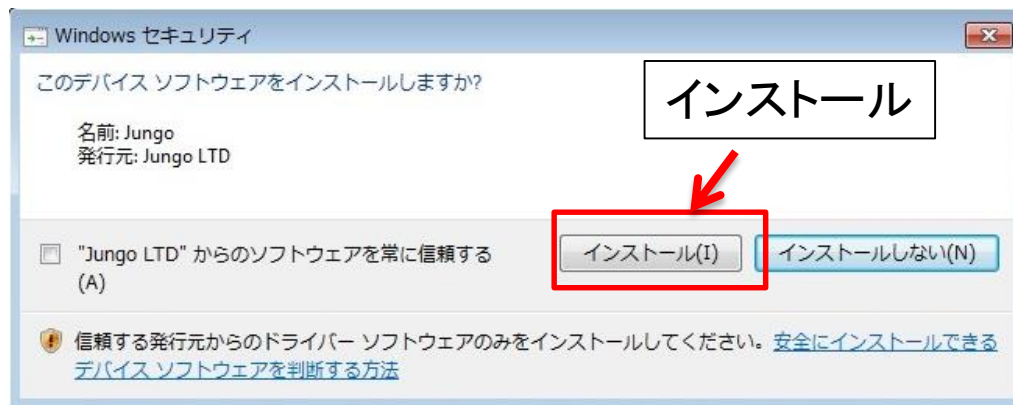 Windows セキュリティ
このデバイス ソフトウェアをインストールしますか?
インストール
名前: Jungo
発行元: Jungo LTD
"Jungo LTD" からのソフトウェアを常に信頼する
(A)
インストール(I)
インストールしない(N)
信頼する発行元からのドライバー ソフトウェアのみをインストールしてください。安全にインストールできる
デバイス ソフトウェアを判断する方法